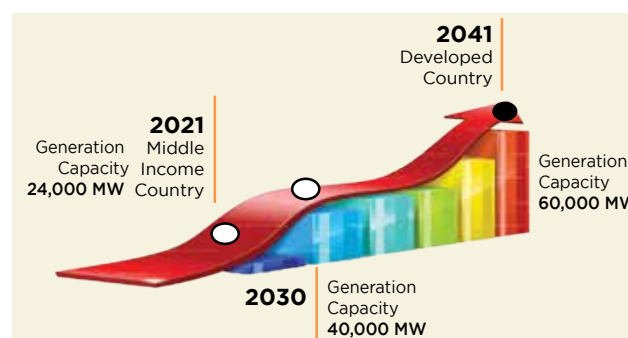 2021
Middle
Income
Country
Generation
Capacity
24,000 MW
2030
Generation
Capacity
40,000 MW
2041
Developed
Country
Generation
Capacity
60,000 MW